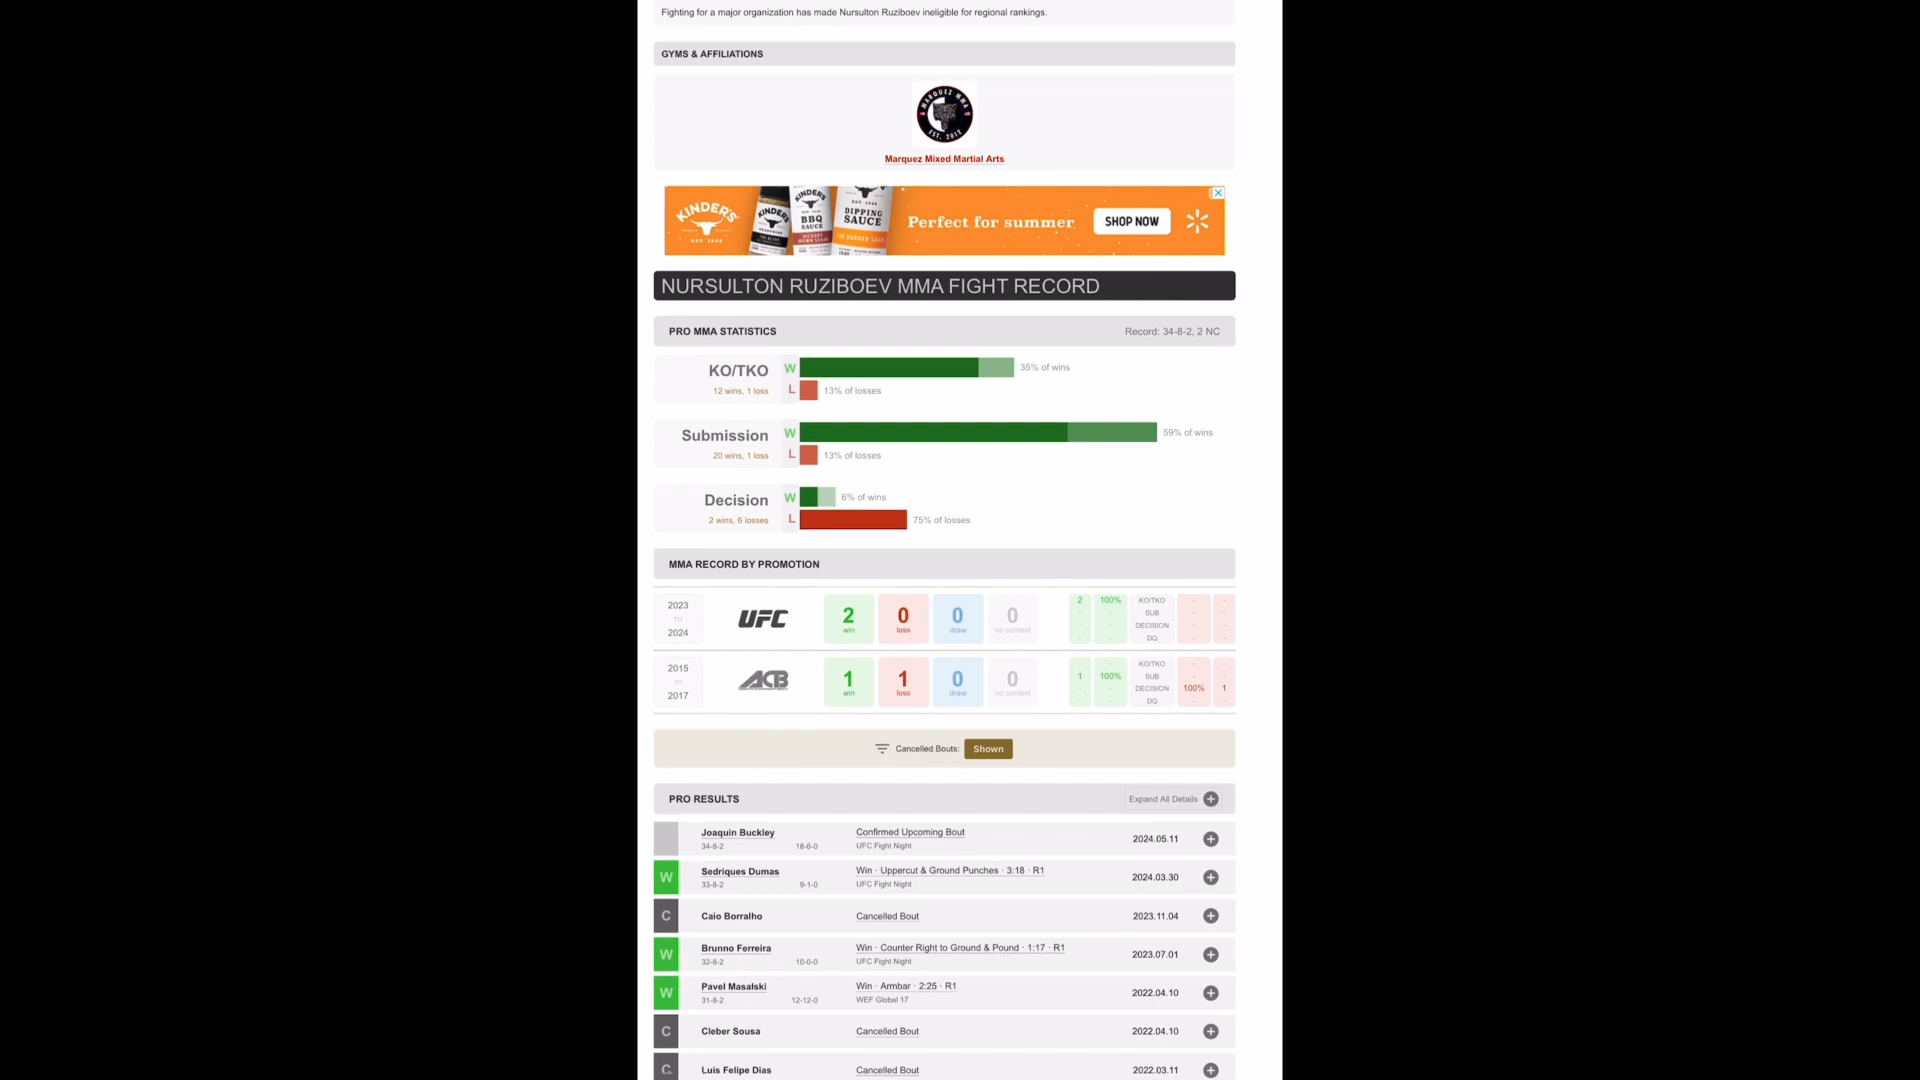 Fighting for a major organization has made Nursulton Ruziboev ineligible for regional rankings.
GYMS & AFFILIATIONS
MARQUEZ MMA
EST. 2017
Marquez Mixed Martial Arts
KINDER'S
KINDER'S BBQ SAUCE
DIPPING SAUCE
Perfect for summer
SHOP NOW
NURSULTON RUZIBOEV MMA FIGHT RECORD
PRO MMA STATISTICS Record: 34-8-2, 2 NC
KO/TKO W 35% of wins
12 wins, 1 loss L 13% of losses
Submission W 59% of wins
20 wins, 1 loss L 13% of losses
Decision W 6% of wins
2 wins, 6 losses L 75% of losses
MMA RECORD BY PROMOTION
2023 TO 2024 UFC 2 win 0 loss 0 draw 0 no contest
2 100% KO/TKO - -
- - SUB - -
- - DECISION - -
- - DQ - -
2015 TO 2017 ACB 1 win 1 loss 0 draw 0 no contest
- - KO/TKO - -
1 100% SUB - -
- - DECISION 100% 1
- - DQ - -
Cancelled Bouts: Shown
PRO RESULTS Expand All Details
Joaquin Buckley Confirmed Upcoming Bout 2024.05.11
34-8-2 18-6-0 UFC Fight Night
W Sedriques Dumas Win · Uppercut & Ground Punches · 3:18 · R1 2024.03.30
33-8-2 9-1-0 UFC Fight Night
C Caio Borralho Cancelled Bout 2023.11.04
W Brunno Ferreira Win · Counter Right to Ground & Pound · 1:17 · R1 2023.07.01
32-8-2 10-0-0 UFC Fight Night
W Pavel Masalski Win · Armbar · 2:25 · R1 2022.04.10
31-8-2 12-12-0 WEF Global 17
C Cleber Sousa Cancelled Bout 2022.04.10
C Luis Felipe Dias Cancelled Bout 2022.03.11